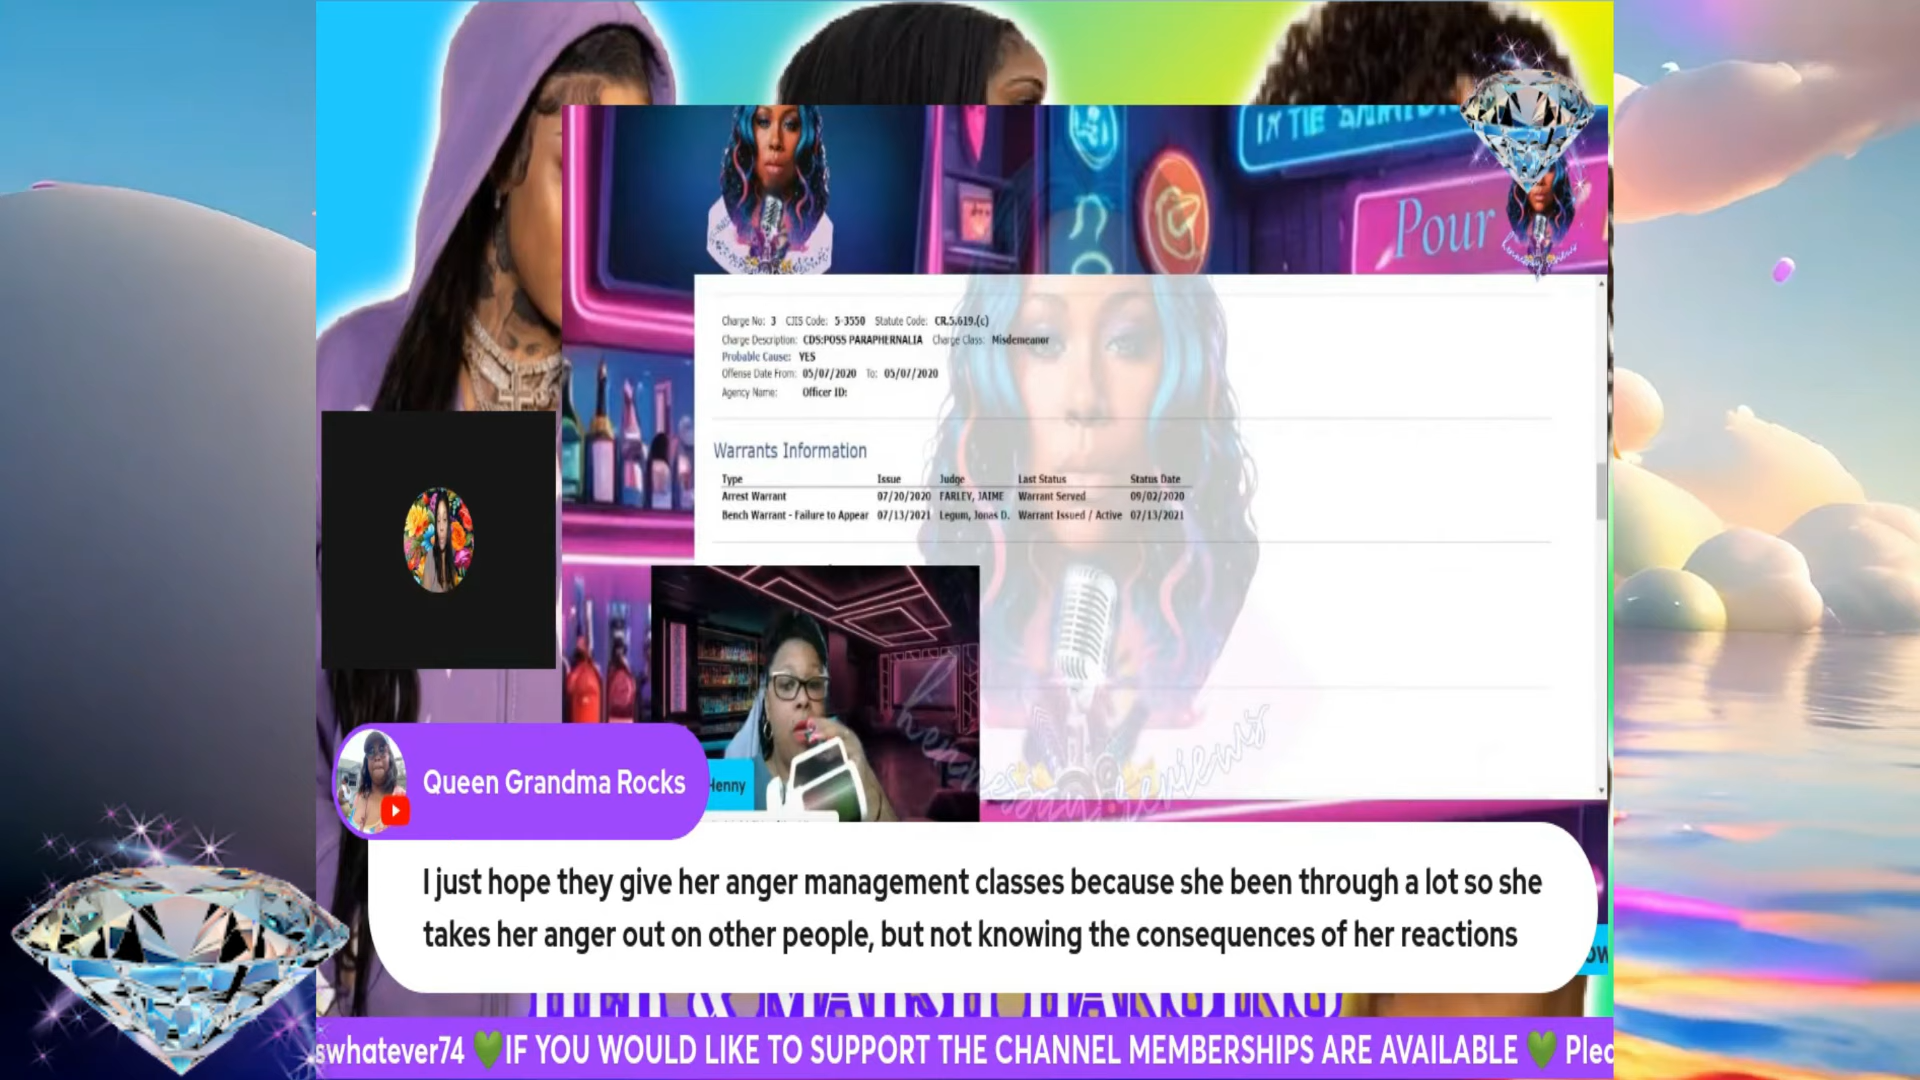 Pour
Charge No: 3 CJIS Code: 5-3550 Statute Code: CR.5.619.(c)
Charge Description: CDS:POSS PARAPHERNALIA Charge Class: Misdemeanor
Probable Cause: YES
Offense Date From: 05/07/2020 To: 05/07/2020
Agency Name: Officer ID:
Warrants Information
Type Issue Judge Last Status Status Date
Arrest Warrant 07/20/2020 FARLEY, JAIME Warrant Served 09/02/2020
Bench Warrant - Failure to Appear 07/13/2021 Legum, Jonas D. Warrant Issued / Active 07/13/2021
hennessy reviews
Henny
Queen Grandma Rocks
I just hope they give her anger management classes because she been through a lot so she
takes her anger out on other people, but not knowing the consequences of her reactions
swhatever74 💚IF YOU WOULD LIKE TO SUPPORT THE CHANNEL MEMBERSHIPS ARE AVAILABLE 💚